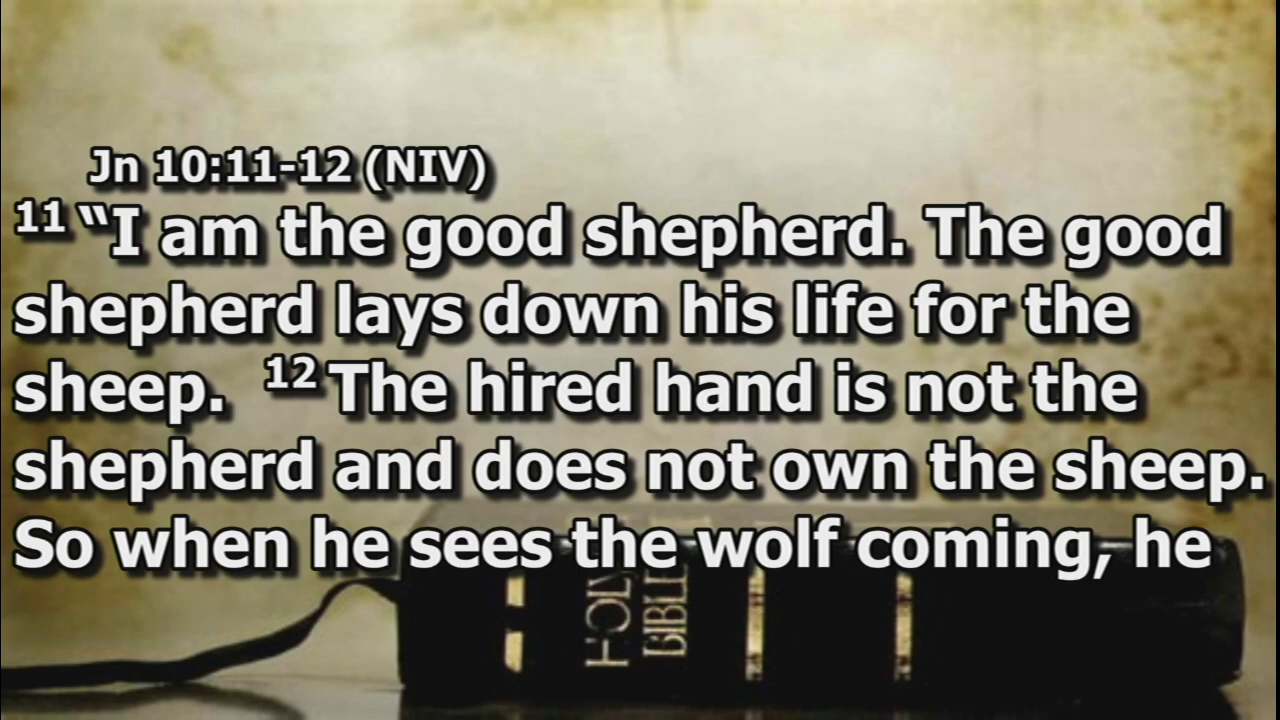 Jn 10:11-12 (NIV)
11 “I am the good shepherd. The good
shepherd lays down his life for the
sheep.  12 The hired hand is not the
shepherd and does not own the sheep.
So when he sees the wolf coming, he
HOLY
BIBLE